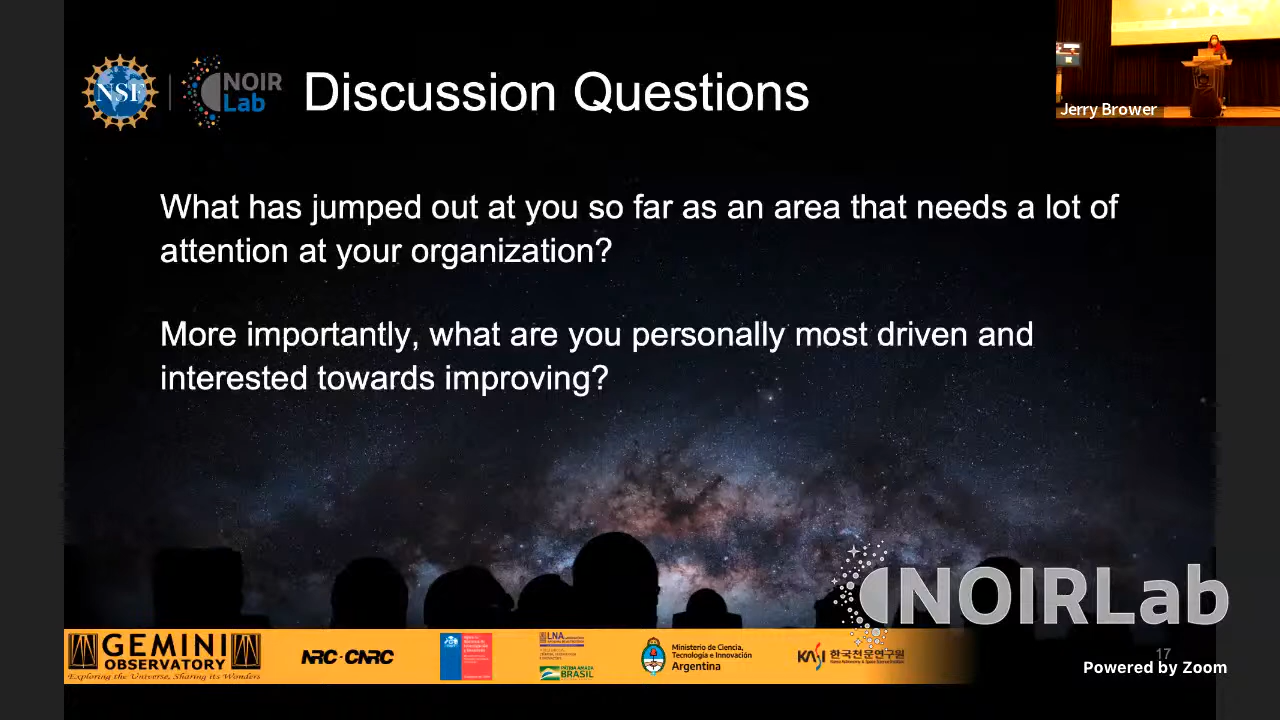 NSF
NOIR
Lab
Discussion Questions
Jerry Brower
What has jumped out at you so far as an area that needs a lot of
attention at your organization?
More importantly, what are you personally most driven and
interested towards improving?
NOIRLab
GEMINI
OBSERVATORY
Exploring the Universe, Sharing its Wonders
NRC·CNRC
LNA
BRASIL
Ministerio de Ciencia,
Tecnología e Innovación
Argentina
KASI 한국천문연구원
17
Powered by Zoom